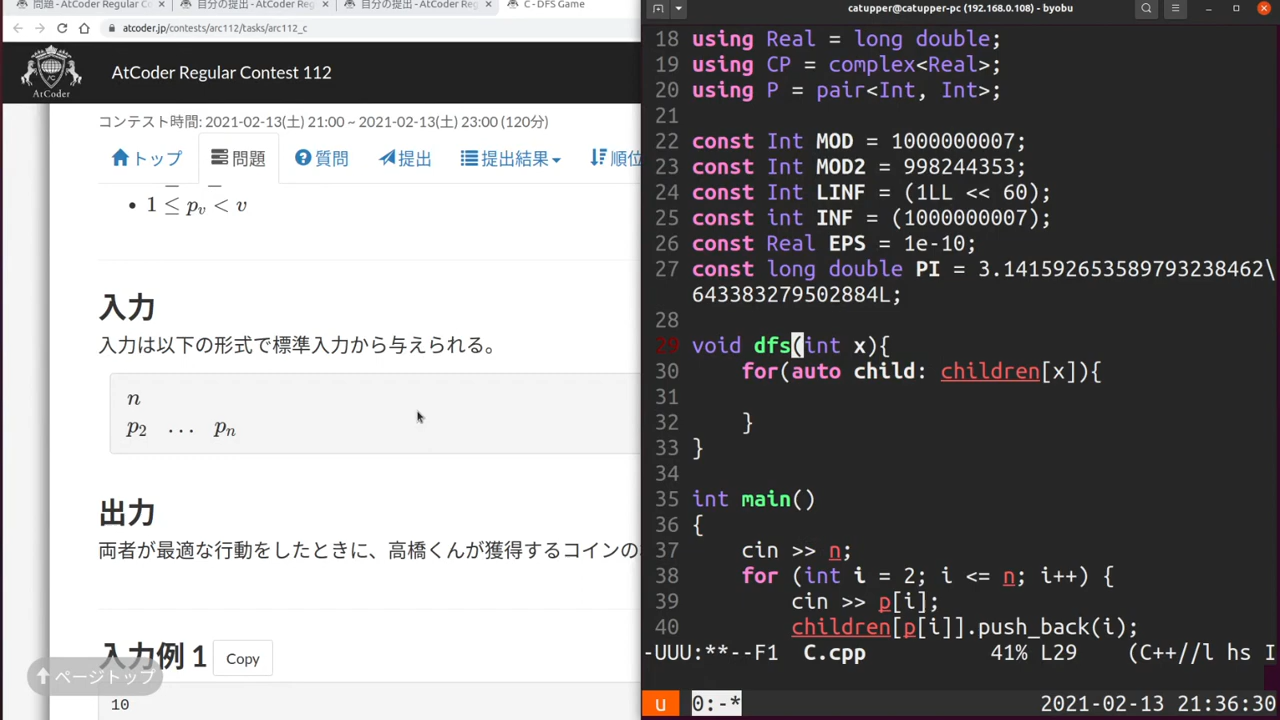 問題 - AtCoder Regular C
自分の提出 - AtCoder Reg
自分の提出 - AtCoder Reg
C - DFS Game
atcoder.jp/contests/arc112/tasks/arc112_c
AtCoder
AtCoder Regular Contest 112
コンテスト時間: 2021-02-13(土) 21:00 ~ 2021-02-13(土) 23:00 (120分)
トップ
問題
質問
提出
提出結果
順位
1 ≤ p_v < v
入力
入力は以下の形式で標準入力から与えられる。
n
p_2 … p_n
出力
両者が最適な行動をしたときに、高橋くんが獲得するコインの
入力例 1
Copy
ページトップ
10
catupper@catupper-pc (192.168.0.108) - byobu
18 using Real = long double;
19 using CP = complex<Real>;
20 using P = pair<Int, Int>;
21
22 const Int MOD = 1000000007;
23 const Int MOD2 = 998244353;
24 const Int LINF = (1LL << 60);
25 const int INF = (1000000007);
26 const Real EPS = 1e-10;
27 const long double PI = 3.141592653589793238462\
643383279502884L;
28
29 void dfs(int x){
30 for(auto child: children[x]){
31
32 }
33 }
34
35 int main()
36 {
37 cin >> n;
38 for (int i = 2; i <= n; i++) {
39 cin >> p[i];
40 children[p[i]].push_back(i);
-UUU:**--F1 C.cpp 41% L29 (C++//l hs I
u 0:-* 2021-02-13 21:36:30